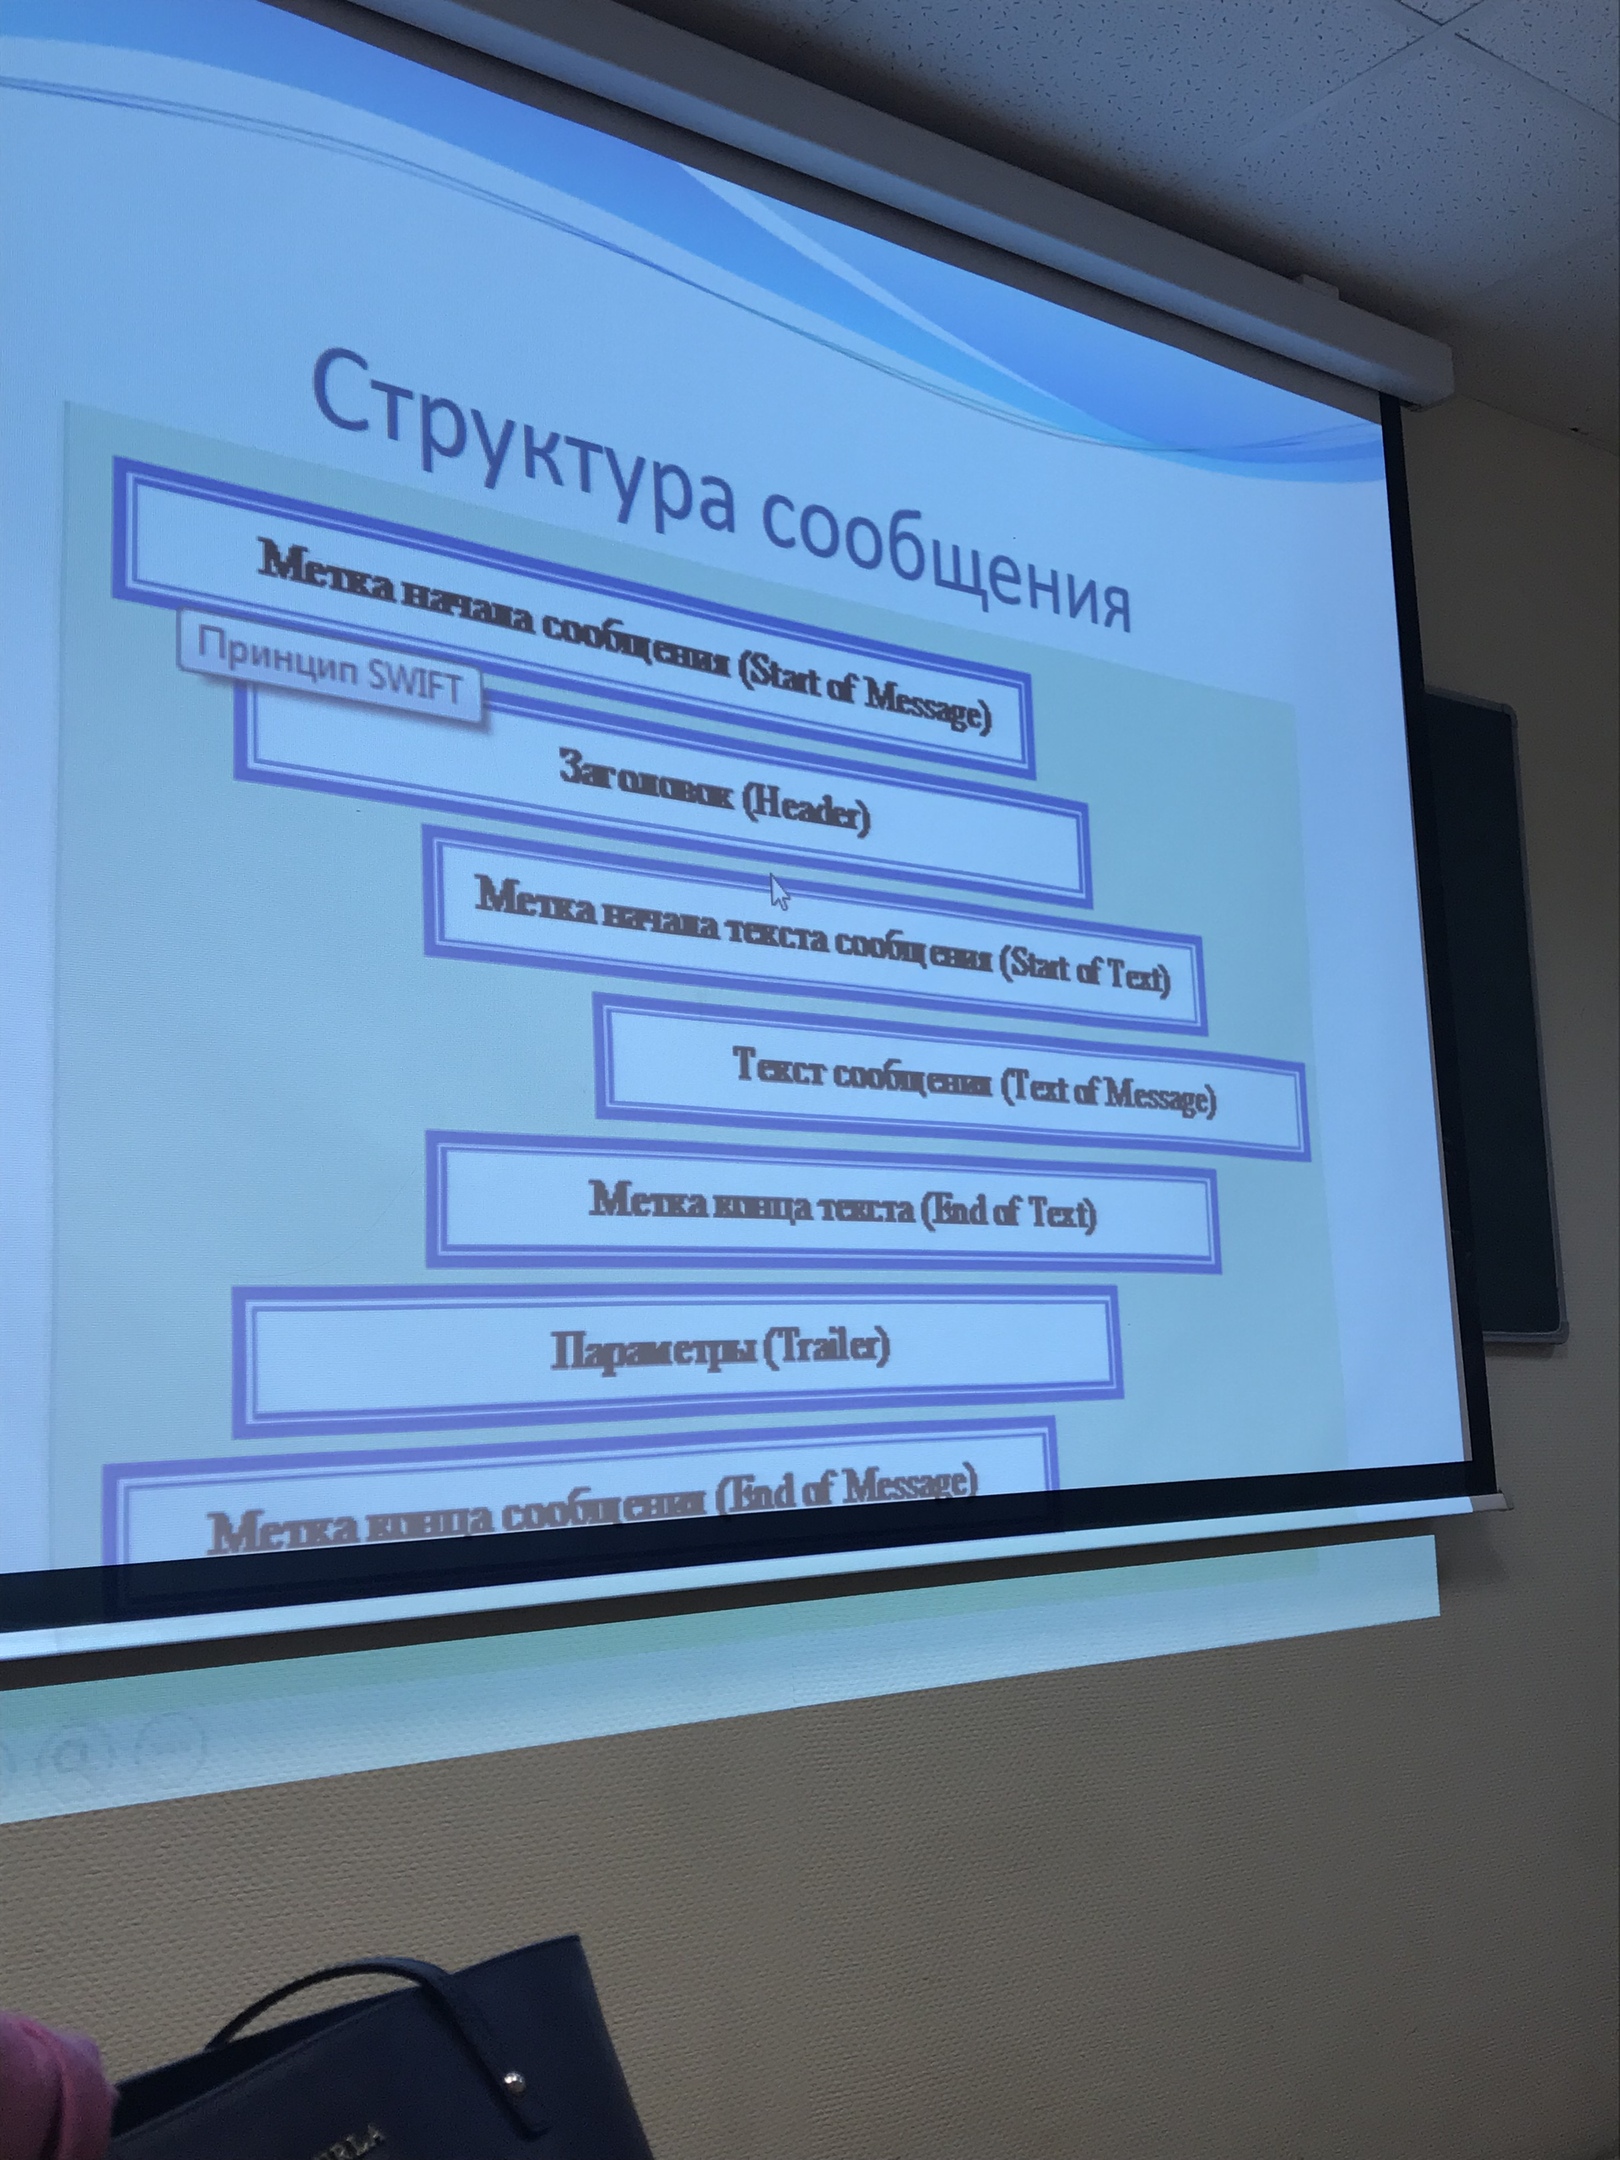 Структура сообщения
Метка начала сообщения (Start of Message)
Принцип SWIFT
Заголовок (Header)
Метка начала текста сообщения (Start of Text)
Текст сообщения (Text of Message)
Метка конца текста (End of Text)
Параметры (Trailer)
Метка конца сообщения (End of Message)